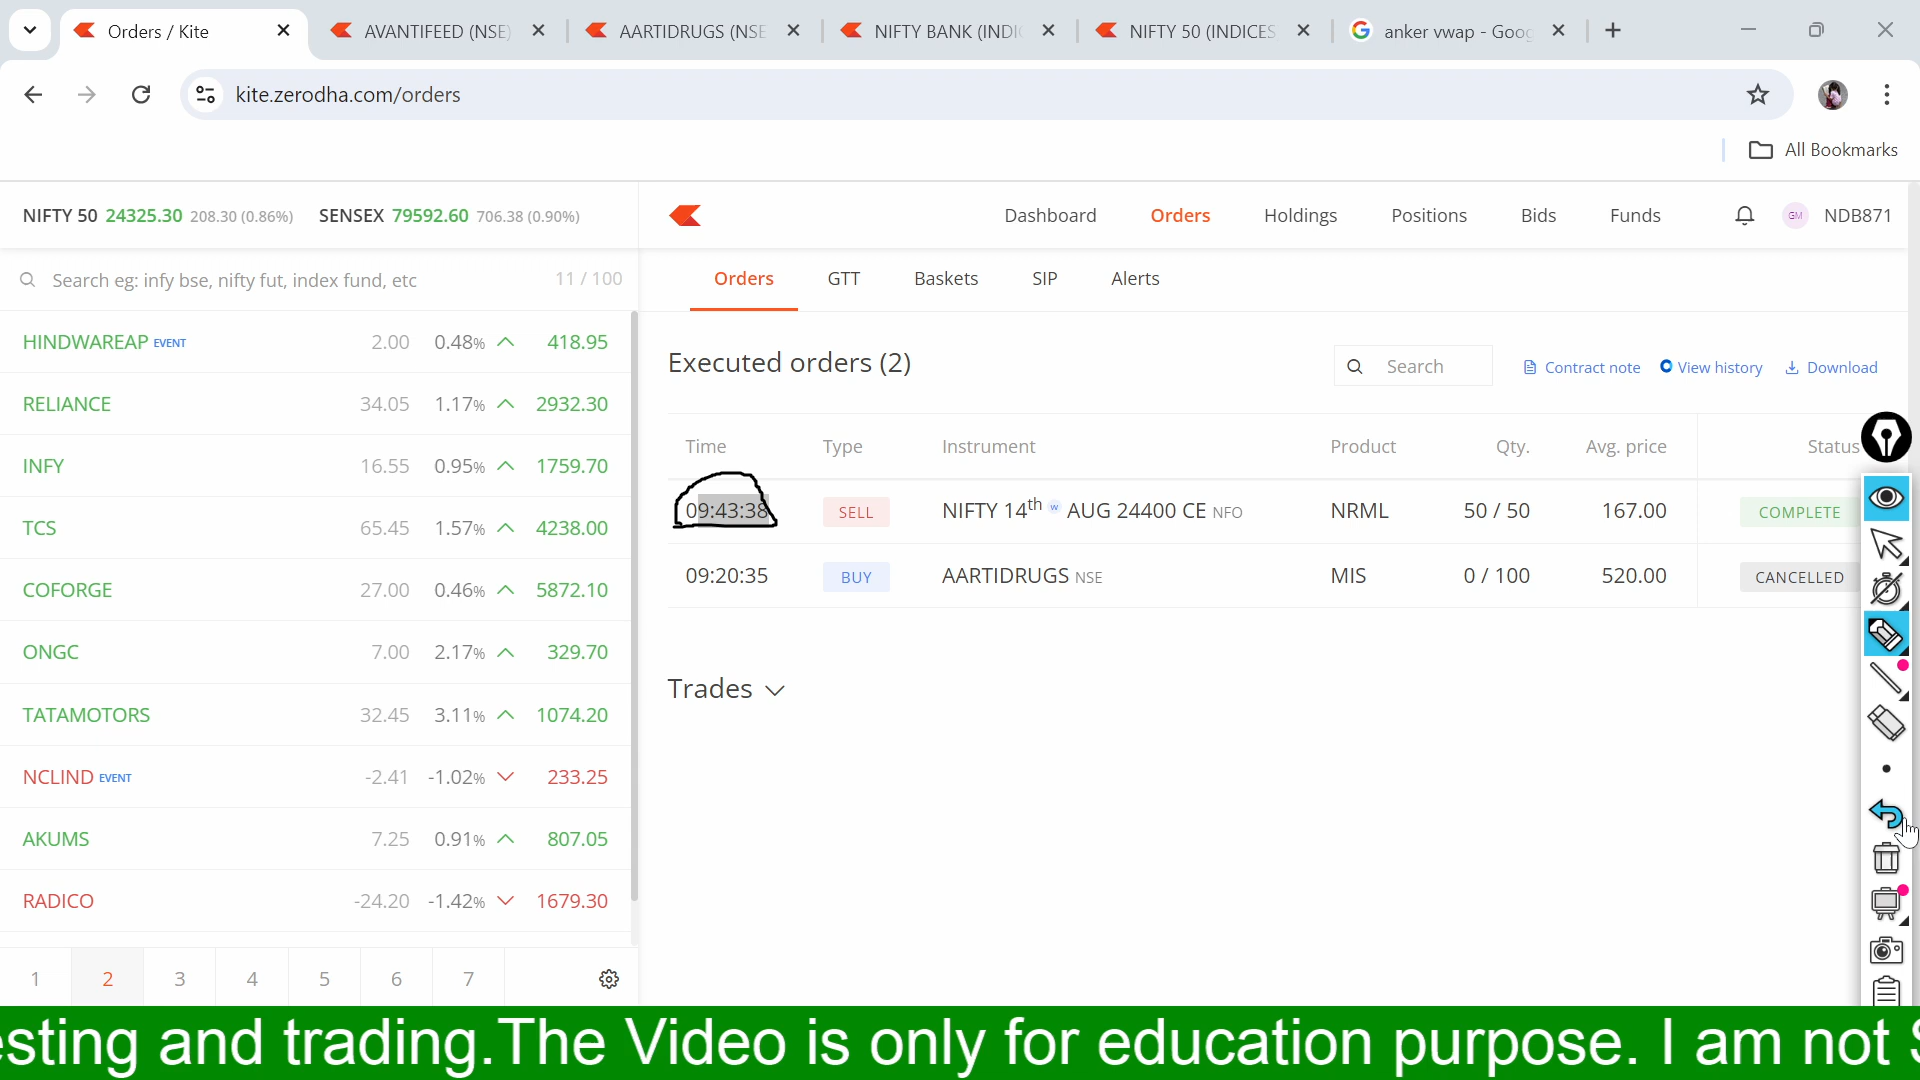 Orders / Kite
AVANTIFEED (NSE)
AARTIDRUGS (NSE
NIFTY BANK (INDI
NIFTY 50 (INDICES
anker vwap - Goog
kite.zerodha.com/orders
All Bookmarks
NIFTY 50 24325.30 208.30 (0.86%) SENSEX 79592.60 706.38 (0.90%)
Dashboard Orders Holdings Positions Bids Funds GM NDB871
Search eg: infy bse, nifty fut, index fund, etc 11 / 100
Orders GTT Baskets SIP Alerts
HINDWAREAP EVENT 2.00 0.48% 418.95
RELIANCE 34.05 1.17% 2932.30
INFY 16.55 0.95% 1759.70
TCS 65.45 1.57% 4238.00
COFORGE 27.00 0.46% 5872.10
ONGC 7.00 2.17% 329.70
TATAMOTORS 32.45 3.11% 1074.20
NCLIND EVENT -2.41 -1.02% 233.25
AKUMS 7.25 0.91% 807.05
RADICO -24.20 -1.42% 1679.30
1 2 3 4 5 6 7
Executed orders (2)
Search Contract note View history Download
Time Type Instrument Product Qty. Avg. price Status
09:43:38 SELL NIFTY 14th w AUG 24400 CE NFO NRML 50 / 50 167.00 COMPLETE
09:20:35 BUY AARTIDRUGS NSE MIS 0 / 100 520.00 CANCELLED
Trades
esting and trading.The Video is only for education purpose. I am not